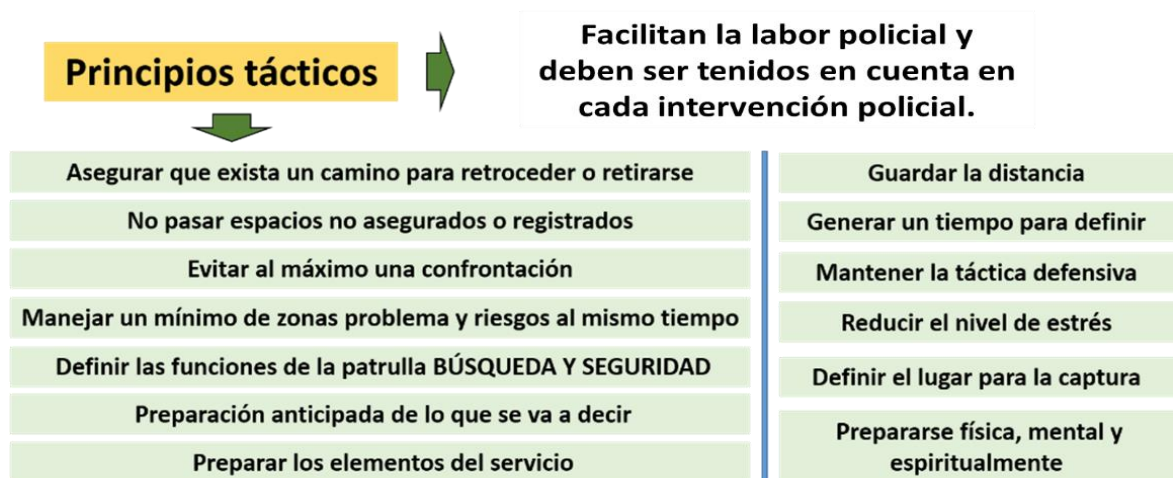 Principios tácticos
Facilitan la labor policial y
deben ser tenidos en cuenta en
cada intervención policial.
Asegurar que exista un camino para retroceder o retirarse
No pasar espacios no asegurados o registrados
Evitar al máximo una confrontación
Manejar un mínimo de zonas problema y riesgos al mismo tiempo
Definir las funciones de la patrulla BÚSQUEDA Y SEGURIDAD
Preparación anticipada de lo que se va a decir
Preparar los elementos del servicio
Guardar la distancia
Generar un tiempo para definir
Mantener la táctica defensiva
Reducir el nivel de estrés
Definir el lugar para la captura
Prepararse física, mental y
espiritualmente